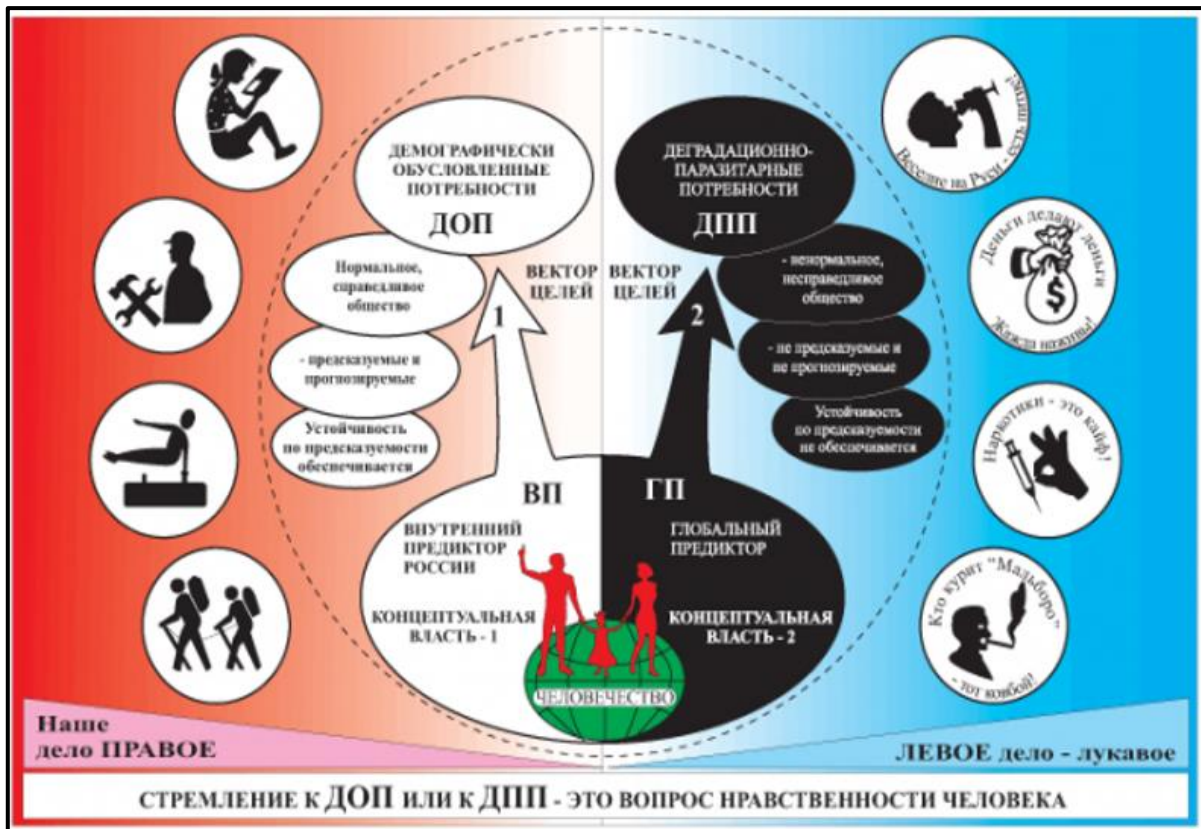 ДЕМОГРАФИЧЕСКИ
ОБУСЛОВЛЕННЫЕ
ПОТРЕБНОСТИ
ДОП
Нормальное,
справедливое
общество
- предсказуемые и
прогнозируемые
Устойчивость
по предсказуемости
обеспечивается
ВЕКТОР
ЦЕЛЕЙ
1
ВП
ВНУТРЕННИЙ
ПРЕДИКТОР
РОССИИ
КОНЦЕПТУАЛЬНАЯ
ВЛАСТЬ - 1
ДЕГРАДАЦИОННО-
ПАРАЗИТАРНЫЕ
ПОТРЕБНОСТИ
ДПП
- ненормальное,
несправедливое
общество
- не предсказуемые и
не прогнозируемые
Устойчивость
по предсказуемости
не обеспечивается
ВЕКТОР
ЦЕЛЕЙ
2
ГП
ГЛОБАЛЬНЫЙ
ПРЕДИКТОР
КОНЦЕПТУАЛЬНАЯ
ВЛАСТЬ - 2
ЧЕЛОВЕЧЕСТВО
Веселие на Руси - есть питие!
Деньги делают деньги
Жажда наживы!
$
Наркотики - это кайф!
Кто курит "Мальборо"
- тот ковбой!
Наше
дело ПРАВОЕ
ЛЕВОЕ дело - лукавое
СТРЕМЛЕНИЕ К ДОП ИЛИ К ДПП - ЭТО ВОПРОС НРАВСТВЕННОСТИ ЧЕЛОВЕКА